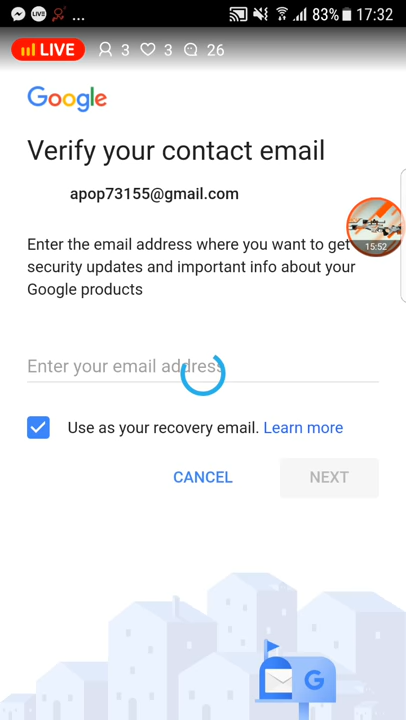 LIVE ... 83% 17:32
LIVE 3 3 26
Google
Verify your contact email
apop73155@gmail.com
Enter the email address where you want to get
security updates and important info about your
Google products
15:52
Enter your email address
Use as your recovery email. Learn more
CANCEL NEXT
G